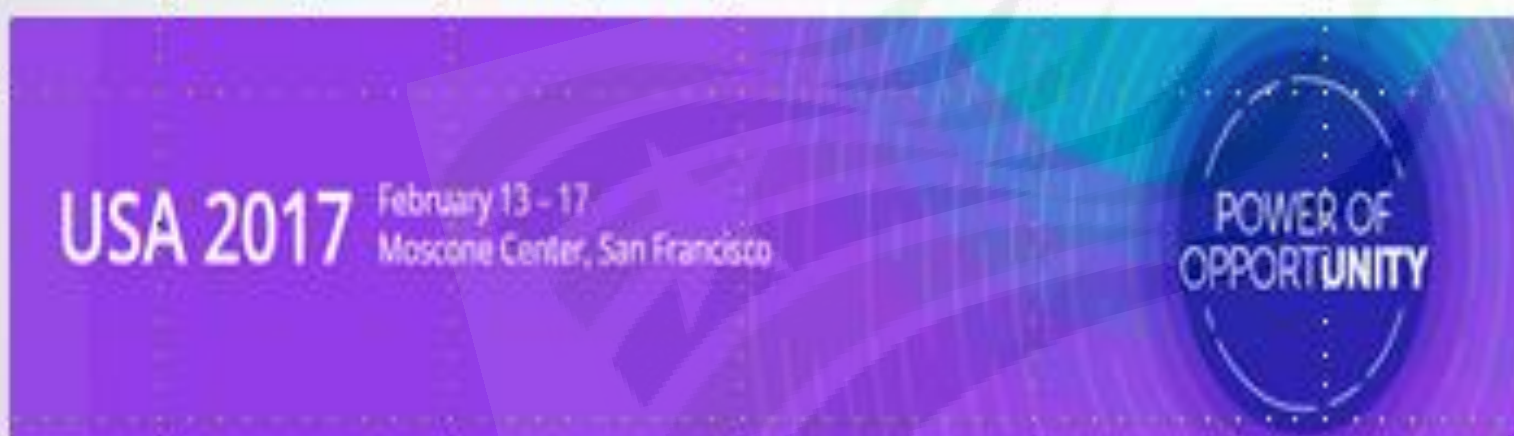 USA 2017
February 13 – 17
Moscone Center, San Francisco
POWER OF
OPPORTUNITY